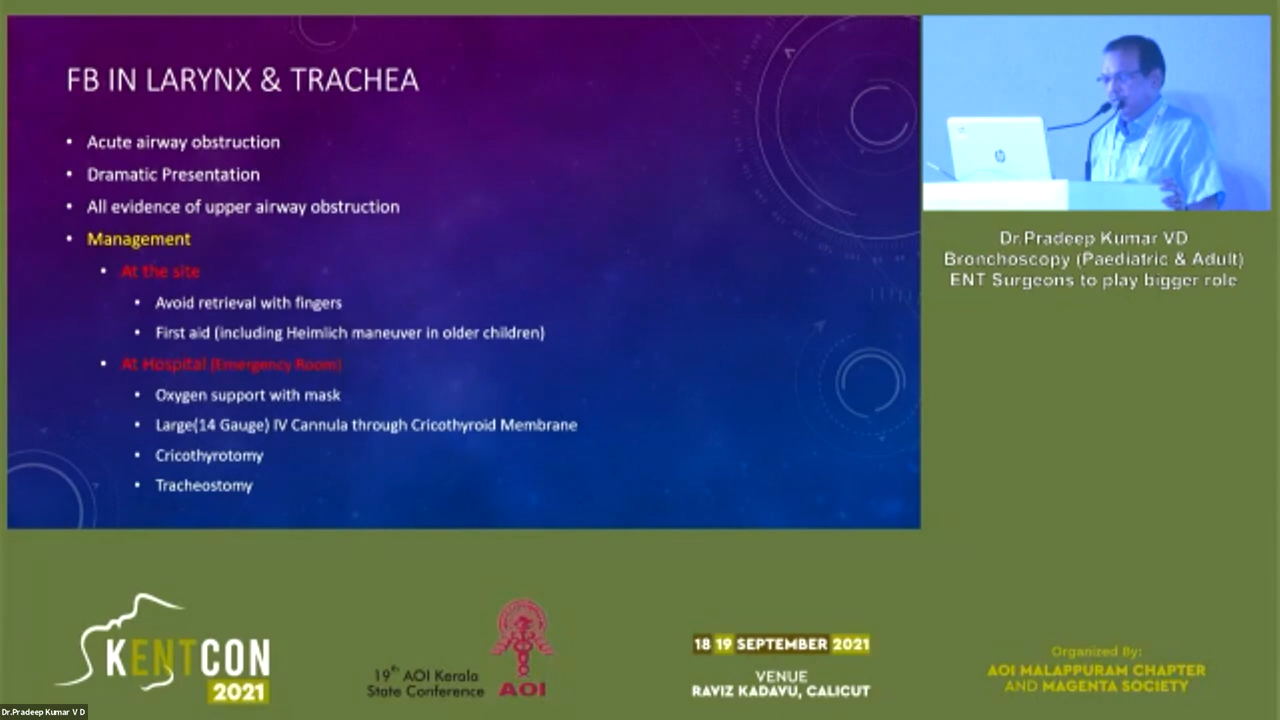 FB IN LARYNX & TRACHEA
• Acute airway obstruction
• Dramatic Presentation
• All evidence of upper airway obstruction
• Management
• At the site
• Avoid retrieval with fingers
• First aid (including Heimlich maneuver in older children)
• At Hospital (Emergency Room)
• Oxygen support with mask
• Large(14 Gauge) IV Cannula through Cricothyroid Membrane
• Cricothyrotomy
• Tracheostomy
hp
Dr.Pradeep Kumar VD
Bronchoscopy (Paediatric & Adult)
ENT Surgeons to play bigger role
KENTCON
2021
19th AOI Kerala
State Conference
AOI
18 19 SEPTEMBER 2021
VENUE
RAVIZ KADAVU, CALICUT
Organized By:
AOI MALAPPURAM CHAPTER
AND MAGENTA SOCIETY
Dr.Pradeep Kumar V D